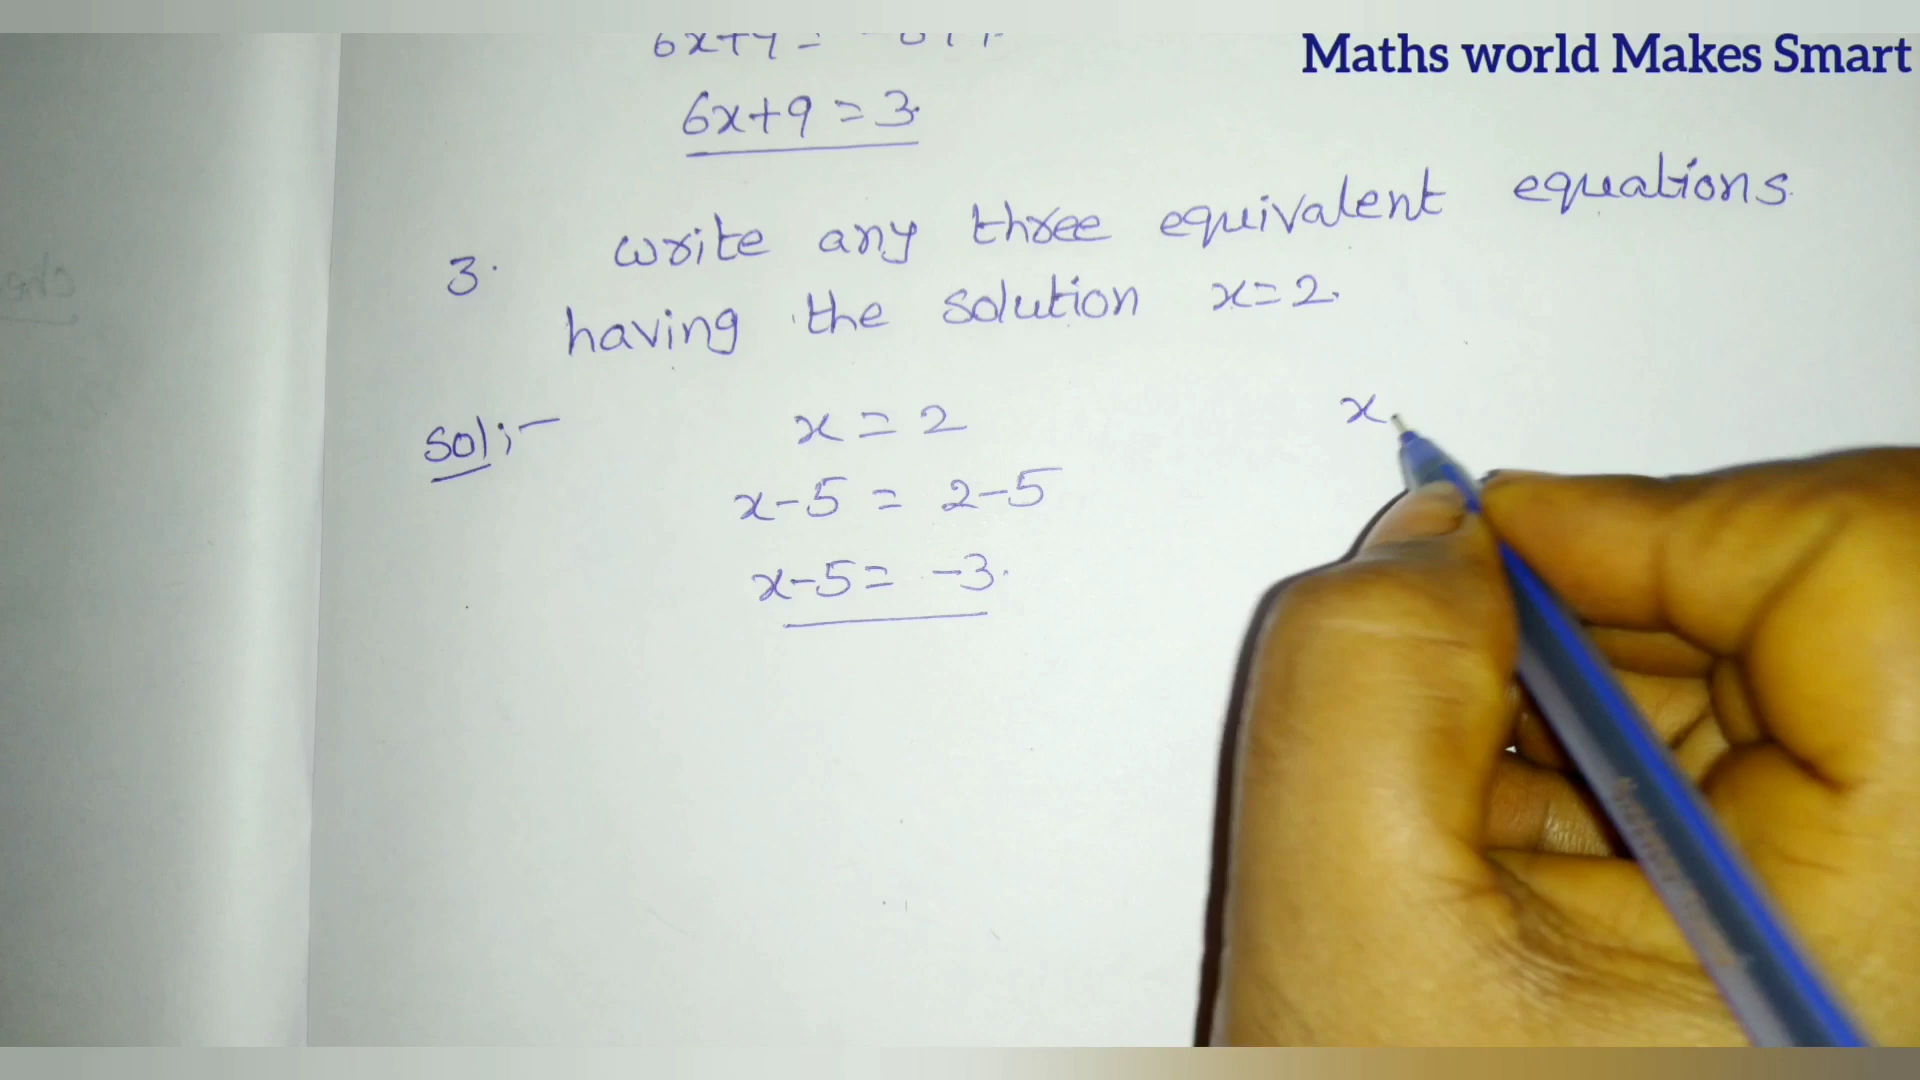 Maths world Makes Smart
6x+9 = 3.
3. write any three equivalent equations.
having the solution x=2.
Sol:-
x = 2
x-5 = 2-5
x-5 = -3.
x